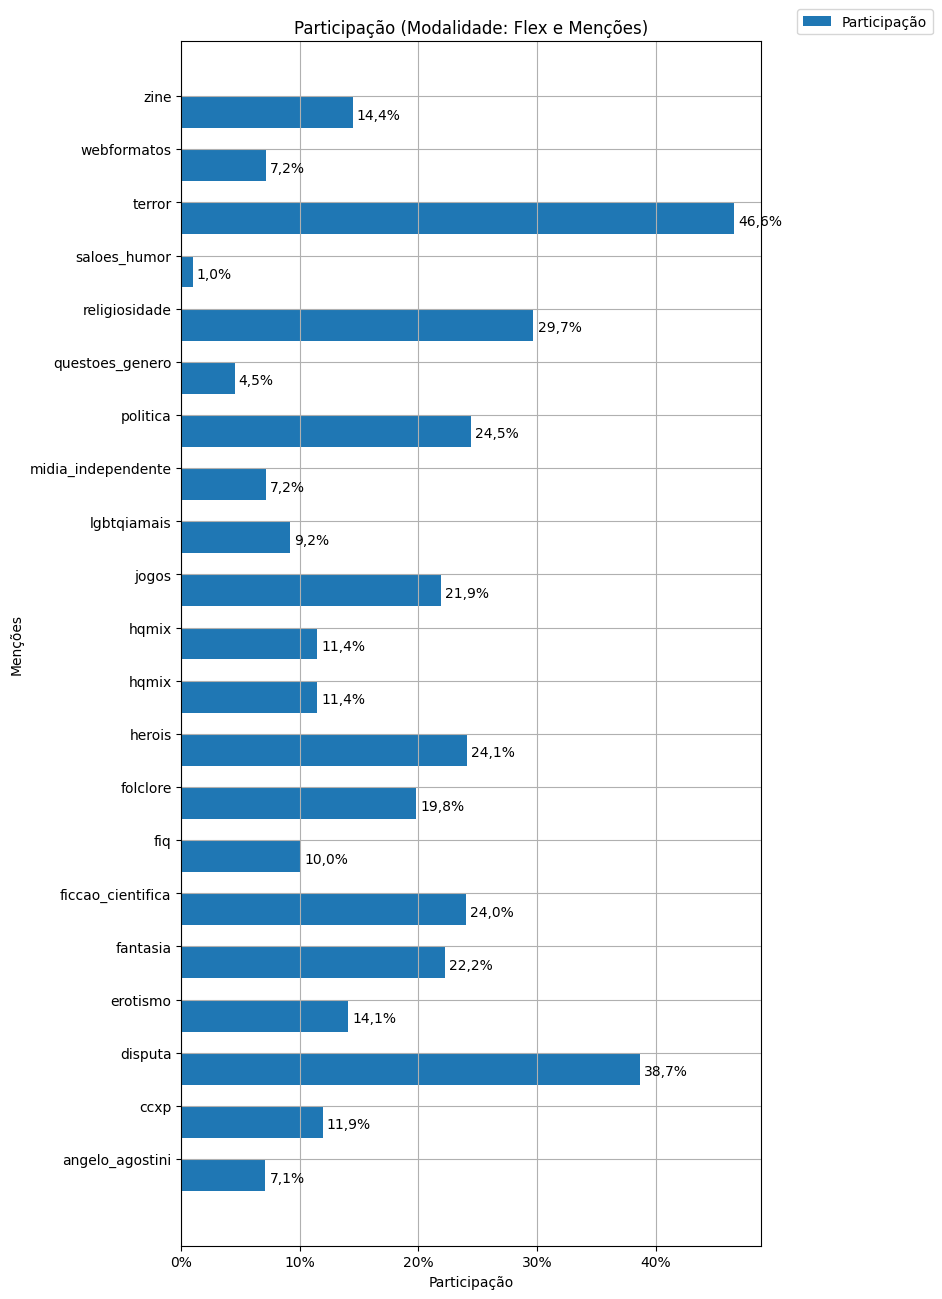 Participação (Modalidade: Flex e Menções)
Participação
zine 14,4%
webformatos 7,2%
terror 46,6%
saloes_humor 1,0%
religiosidade 29,7%
questoes_genero 4,5%
politica 24,5%
midia_independente 7,2%
lgbtqiamais 9,2%
jogos 21,9%
hqmix 11,4%
hqmix 11,4%
herois 24,1%
folclore 19,8%
fiq 10,0%
ficcao_cientifica 24,0%
fantasia 22,2%
erotismo 14,1%
disputa 38,7%
ccxp 11,9%
angelo_agostini 7,1%
Menções
0% 10% 20% 30% 40%
Participação